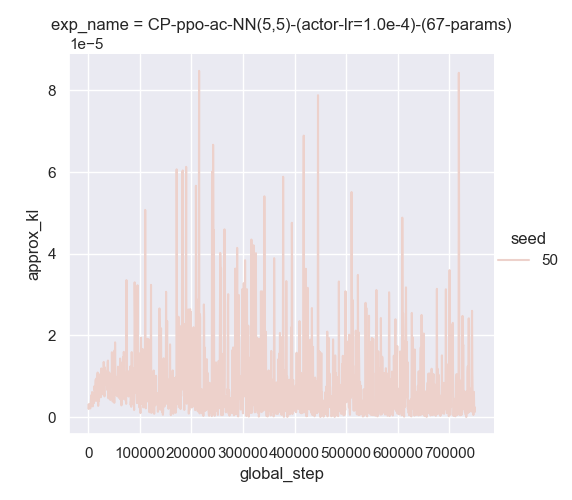 exp_name = CP-ppo-ac-NN(5,5)-(actor-lr=1.0e-4)-(67-params)
1e−5
8
6
4
2
0
approx_kl
0 100000 200000 300000 400000 500000 600000 700000
global_step
seed
50